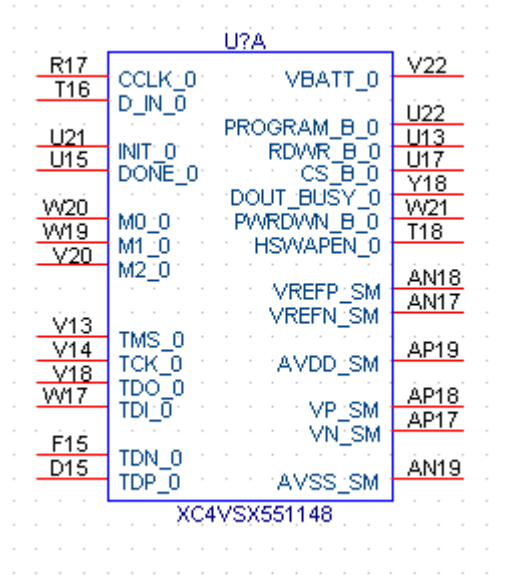 U?A
R17 CCLK_0 VBATT_0 V22
T16 D_IN_0
PROGRAM_B_0 U22
U21 INIT_0 RDWR_B_0 U13
U15 DONE_0 CS_B_0 U17
DOUT_BUSY_0 Y18
W20 M0_0 PWRDWN_B_0 W21
W19 M1_0 HSWAPEN_0 T18
V20 M2_0
VREFP_SM AN18
VREFN_SM AN17
V13 TMS_0
V14 TCK_0 AVDD_SM AP19
V18 TDO_0
W17 TDI_0 VP_SM AP18
VN_SM AP17
F15 TDN_0
D15 TDP_0 AVSS_SM AN19
XC4VSX551148